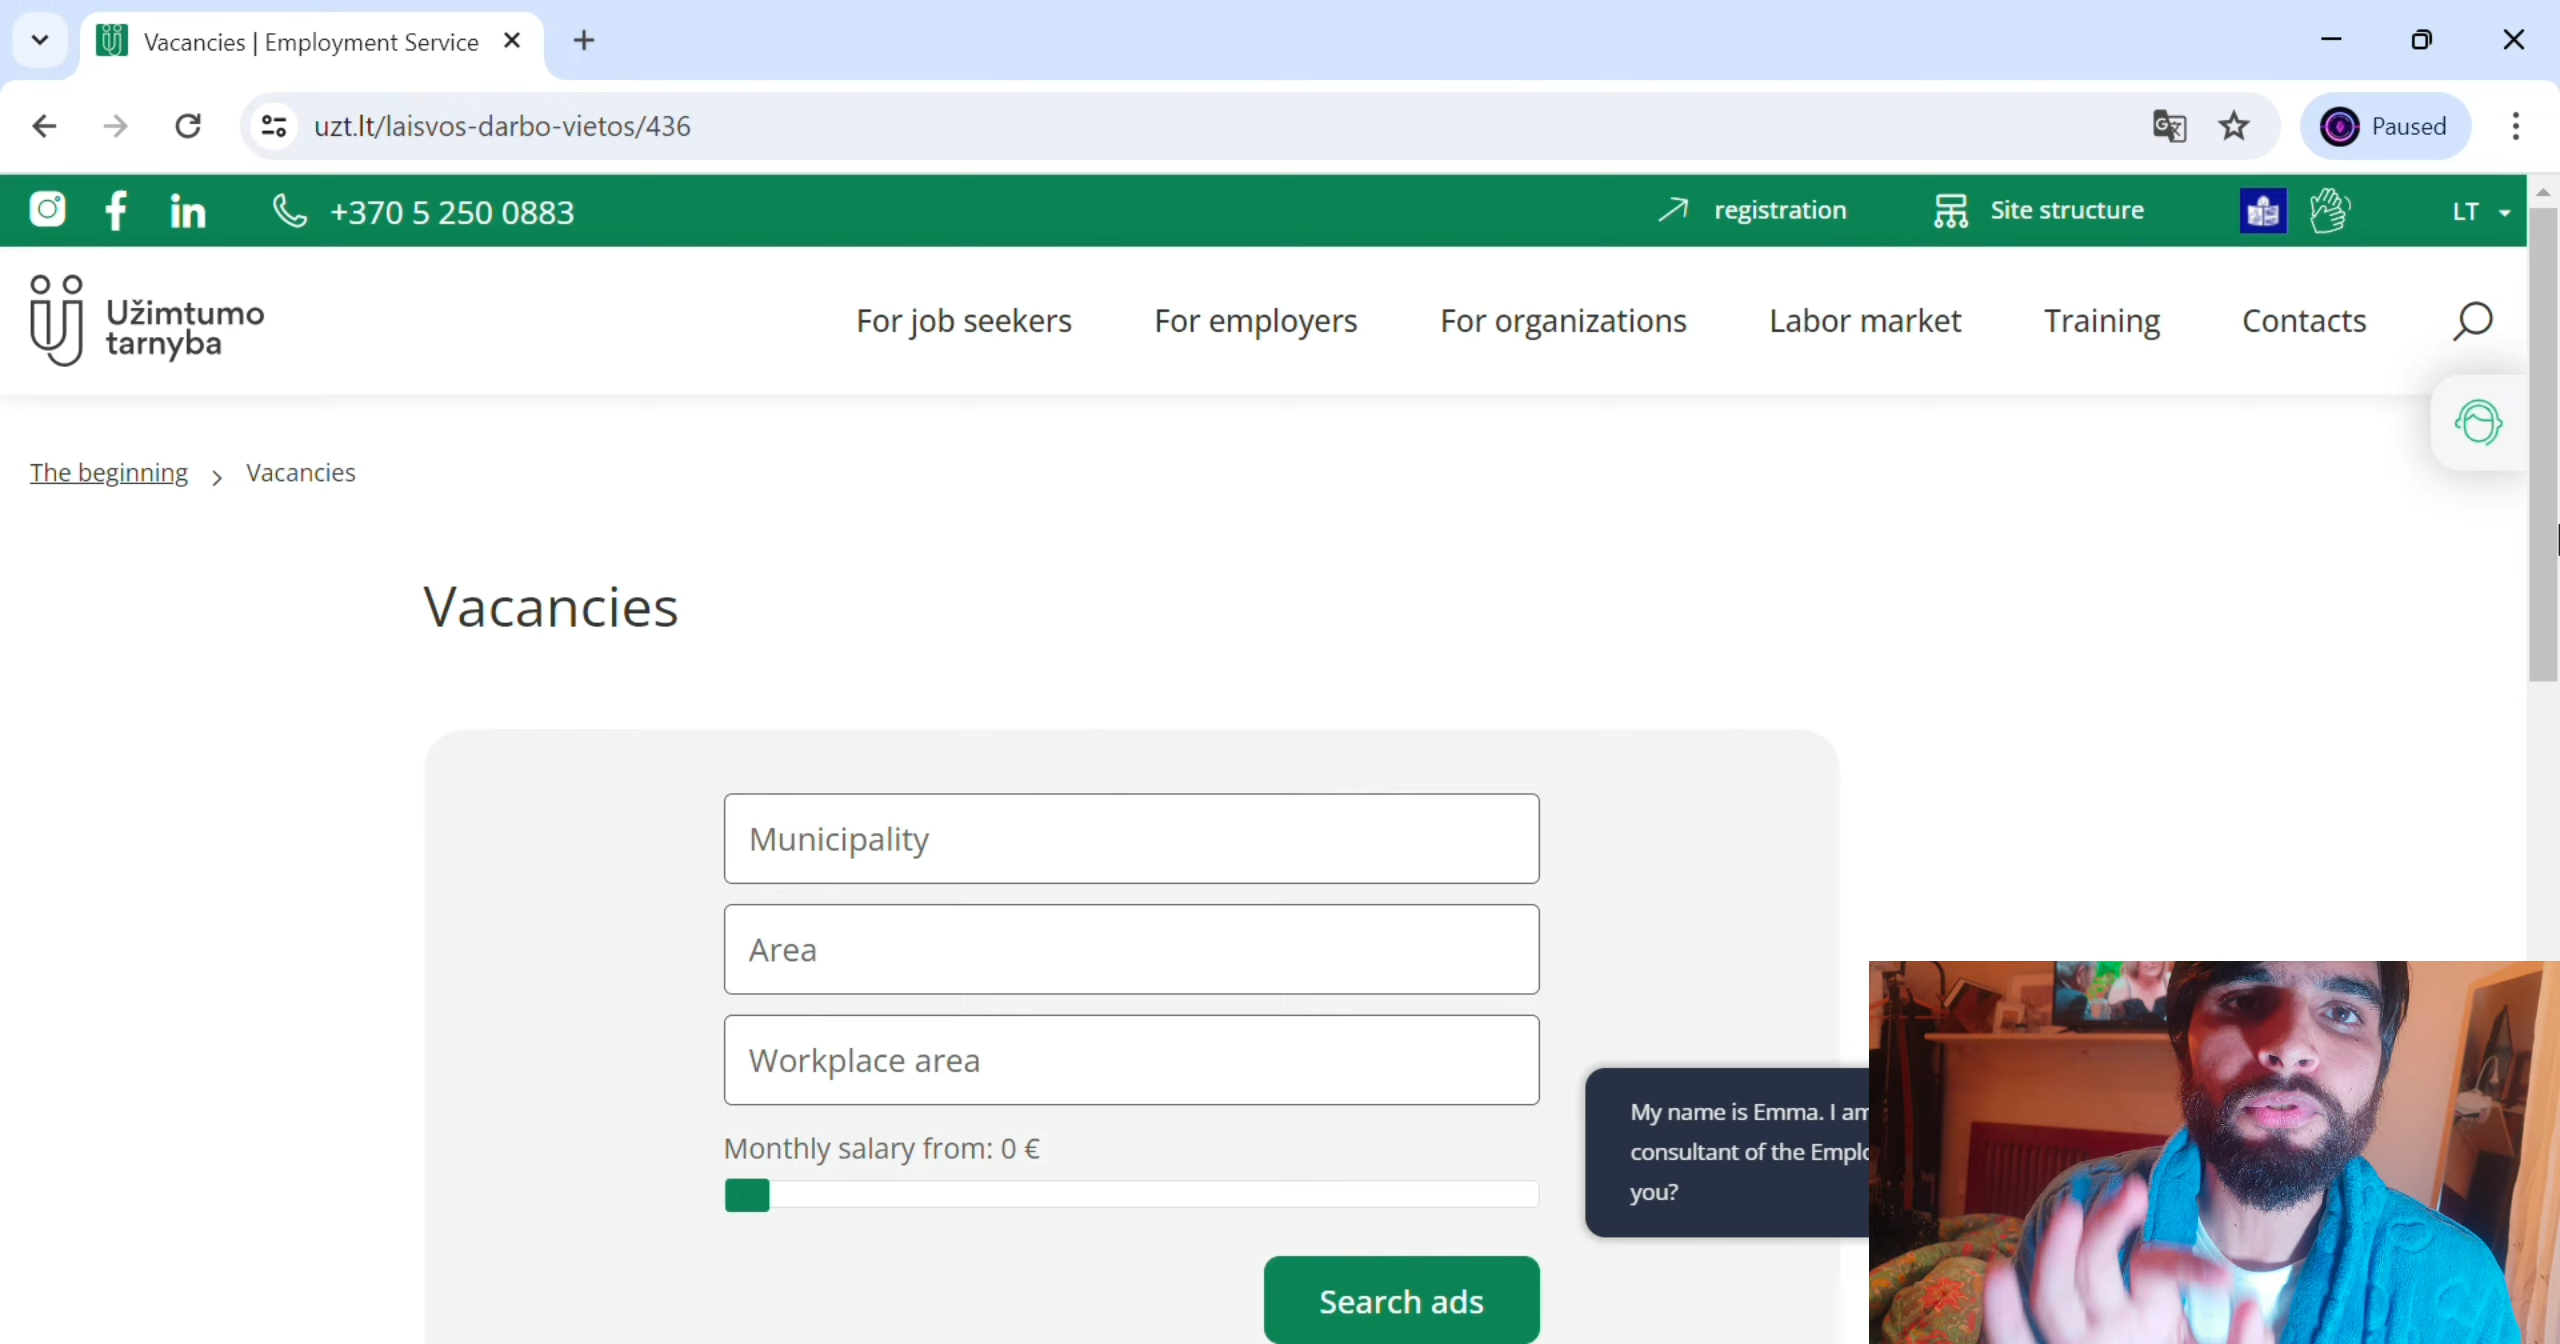 Vacancies | Employment Service
uzt.lt/laisvos-darbo-vietos/436
Paused
+370 5 250 0883
registration
Site structure
LT
Užimtumo
tarnyba
For job seekers
For employers
For organizations
Labor market
Training
Contacts
The beginning > Vacancies
Vacancies
Municipality
Area
Workplace area
Monthly salary from: 0 €
My name is Emma. I am
consultant of the Emplo
you?
Search ads